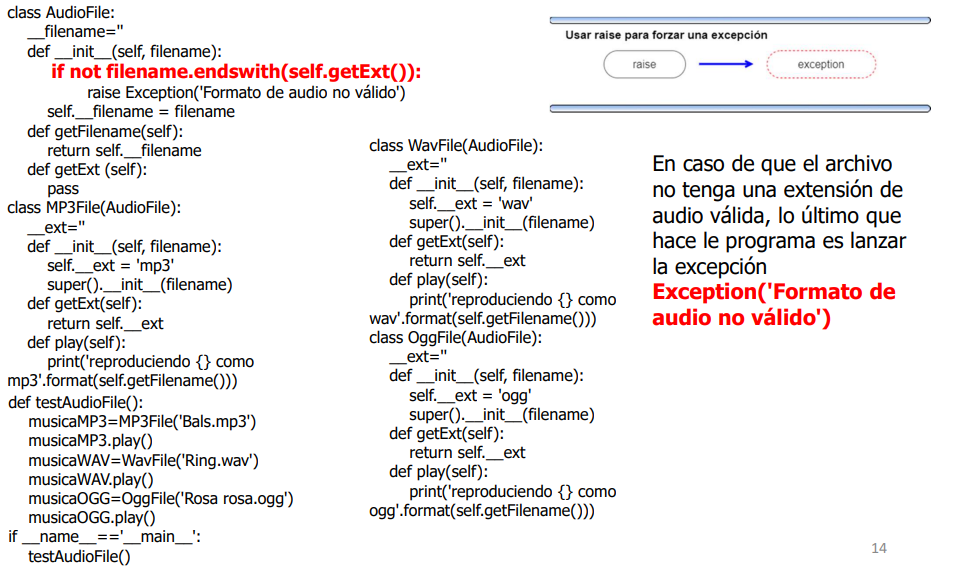 class AudioFile:
__filename=''
def __init__(self, filename):
if not filename.endswith(self.getExt()):
raise Exception('Formato de audio no válido')
self.__filename = filename
def getFilename(self):
return self.__filename
def getExt (self):
pass
class MP3File(AudioFile):
__ext=''
def __init__(self, filename):
self.__ext = 'mp3'
super().__init__(filename)
def getExt(self):
return self.__ext
def play(self):
print('reproduciendo {} como
mp3'.format(self.getFilename()))
def testAudioFile():
musicaMP3=MP3File('Bals.mp3')
musicaMP3.play()
musicaWAV=WavFile('Ring.wav')
musicaWAV.play()
musicaOGG=OggFile('Rosa rosa.ogg')
musicaOGG.play()
if __name__=='__main__':
testAudioFile()
class WavFile(AudioFile):
__ext=''
def __init__(self, filename):
self.__ext = 'wav'
super().__init__(filename)
def getExt(self):
return self.__ext
def play(self):
print('reproduciendo {} como
wav'.format(self.getFilename()))
class OggFile(AudioFile):
__ext=''
def __init__(self, filename):
self.__ext = 'ogg'
super().__init__(filename)
def getExt(self):
return self.__ext
def play(self):
print('reproduciendo {} como
ogg'.format(self.getFilename()))
Usar raise para forzar una excepción
raise
exception
En caso de que el archivo
no tenga una extensión de
audio válida, lo último que
hace le programa es lanzar
la excepción
Exception('Formato de
audio no válido')
14